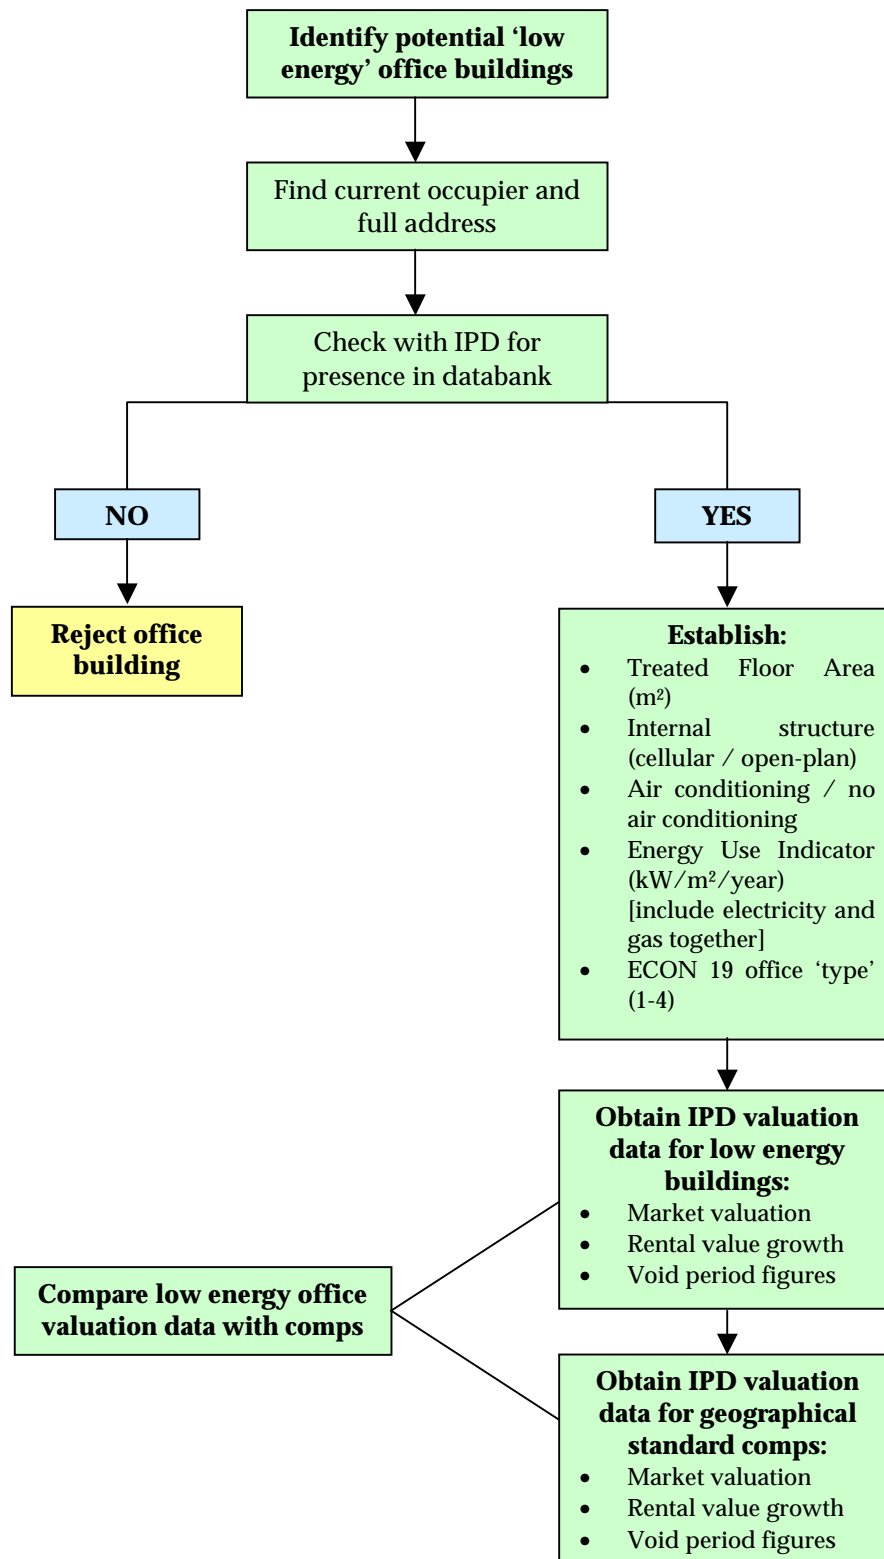 Identify potential ‘low
energy’ office buildings
Find current occupier and
full address
Check with IPD for
presence in databank
NO
YES
Reject office
building
Establish:
• Treated Floor Area
(m²)
• Internal structure
(cellular / open-plan)
• Air conditioning / no
air conditioning
• Energy Use Indicator
(kW/m²/year)
[include electricity and
gas together]
• ECON 19 office ‘type’
(1-4)
Obtain IPD valuation
data for low energy
buildings:
• Market valuation
• Rental value growth
• Void period figures
Compare low energy office
valuation data with comps
Obtain IPD valuation
data for geographical
standard comps:
• Market valuation
• Rental value growth
• Void period figures